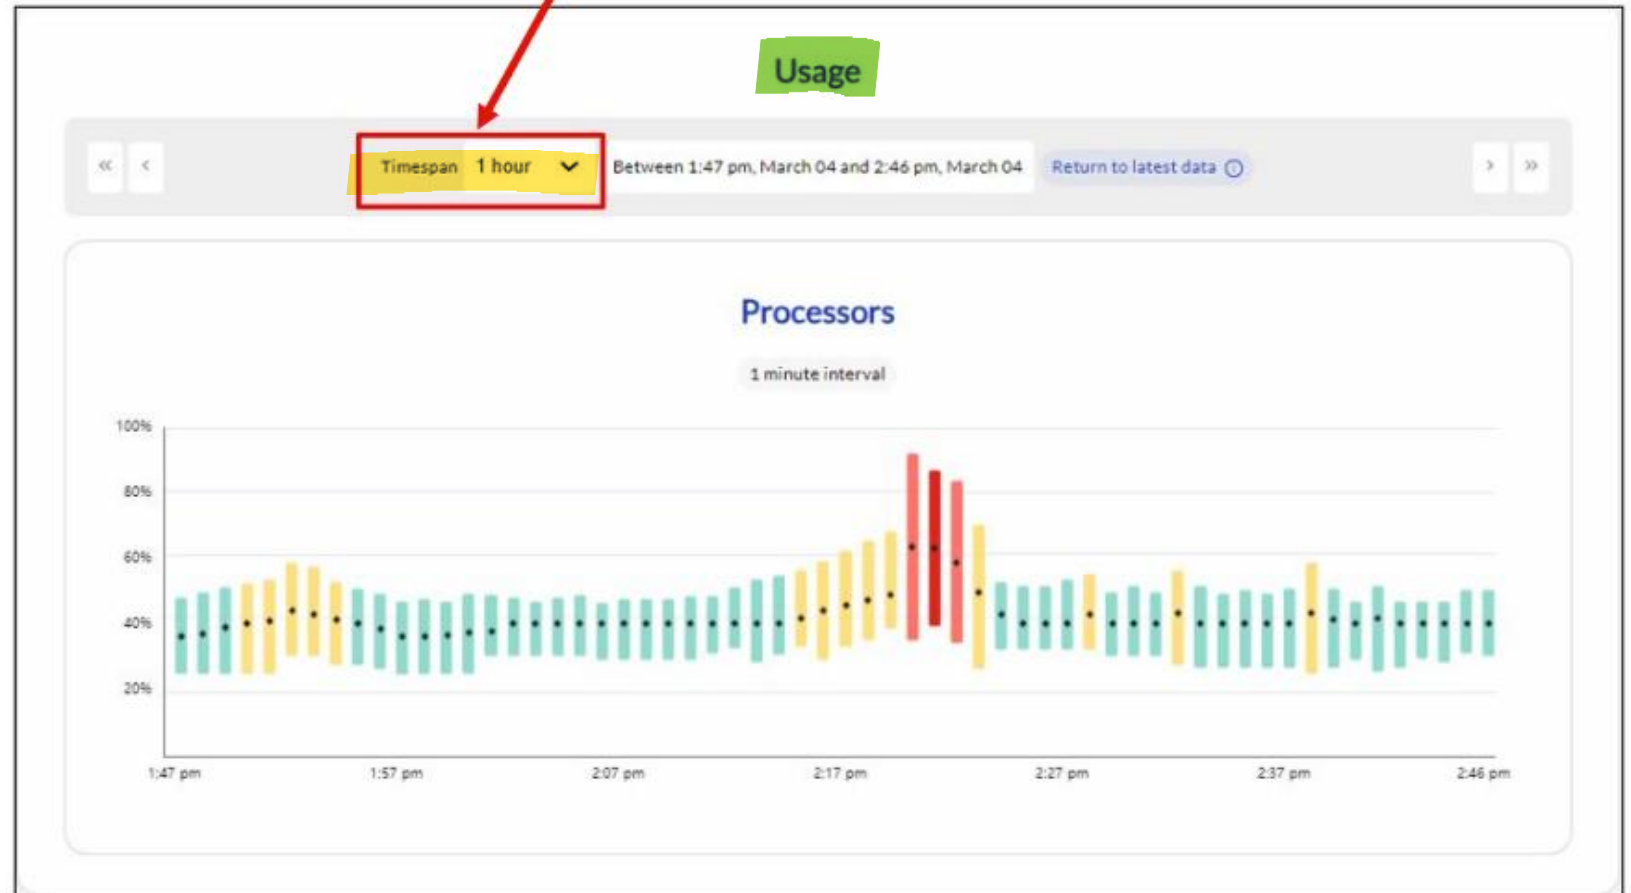 Usage
« ‹ Timespan 1 hour Between 1:47 pm, March 04 and 2:46 pm, March 04 Return to latest data › »
Processors
1 minute interval
100%
80%
60%
40%
20%
1:47 pm 1:57 pm 2:07 pm 2:17 pm 2:27 pm 2:37 pm 2:46 pm